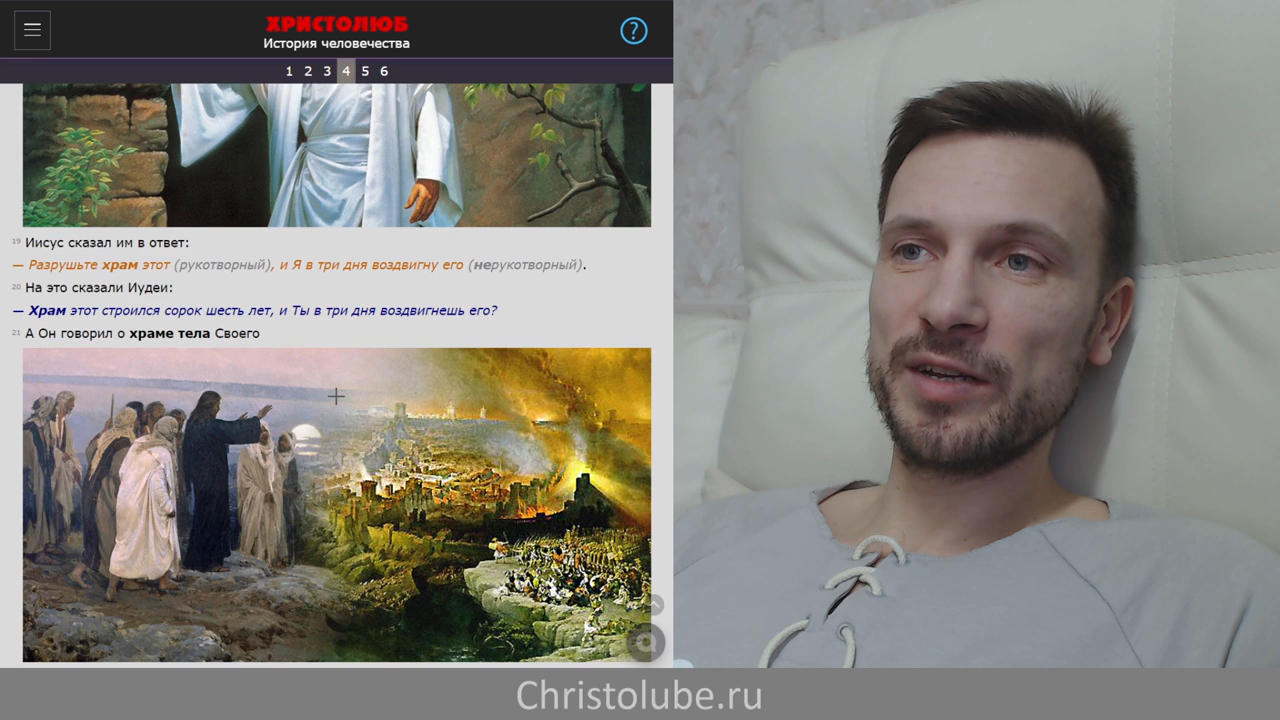 ХРИСТОЛЮБ
История человечества
?
1 2 3 4 5 6
19 Иисус сказал им в ответ:
— Разрушьте храм этот (рукотворный), и Я в три дня воздвигну его (нерукотворный).
20 На это сказали Иудеи:
— Храм этот строился сорок шесть лет, и Ты в три дня воздвигнешь его?
21 А Он говорил о храме тела Своего
Christolube.ru